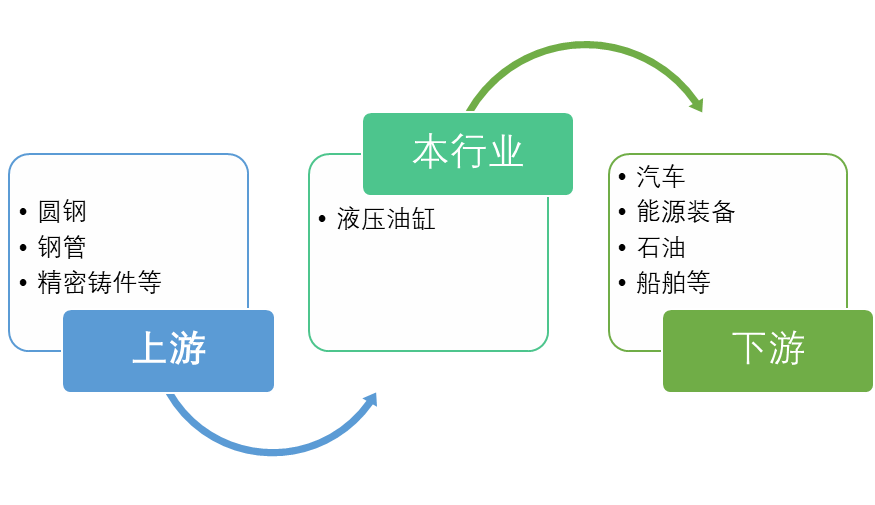 • 圆钢
• 钢管
• 精密铸件等
上游
本行业
• 液压油缸
• 汽车
• 能源装备
• 石油
• 船舶等
下游